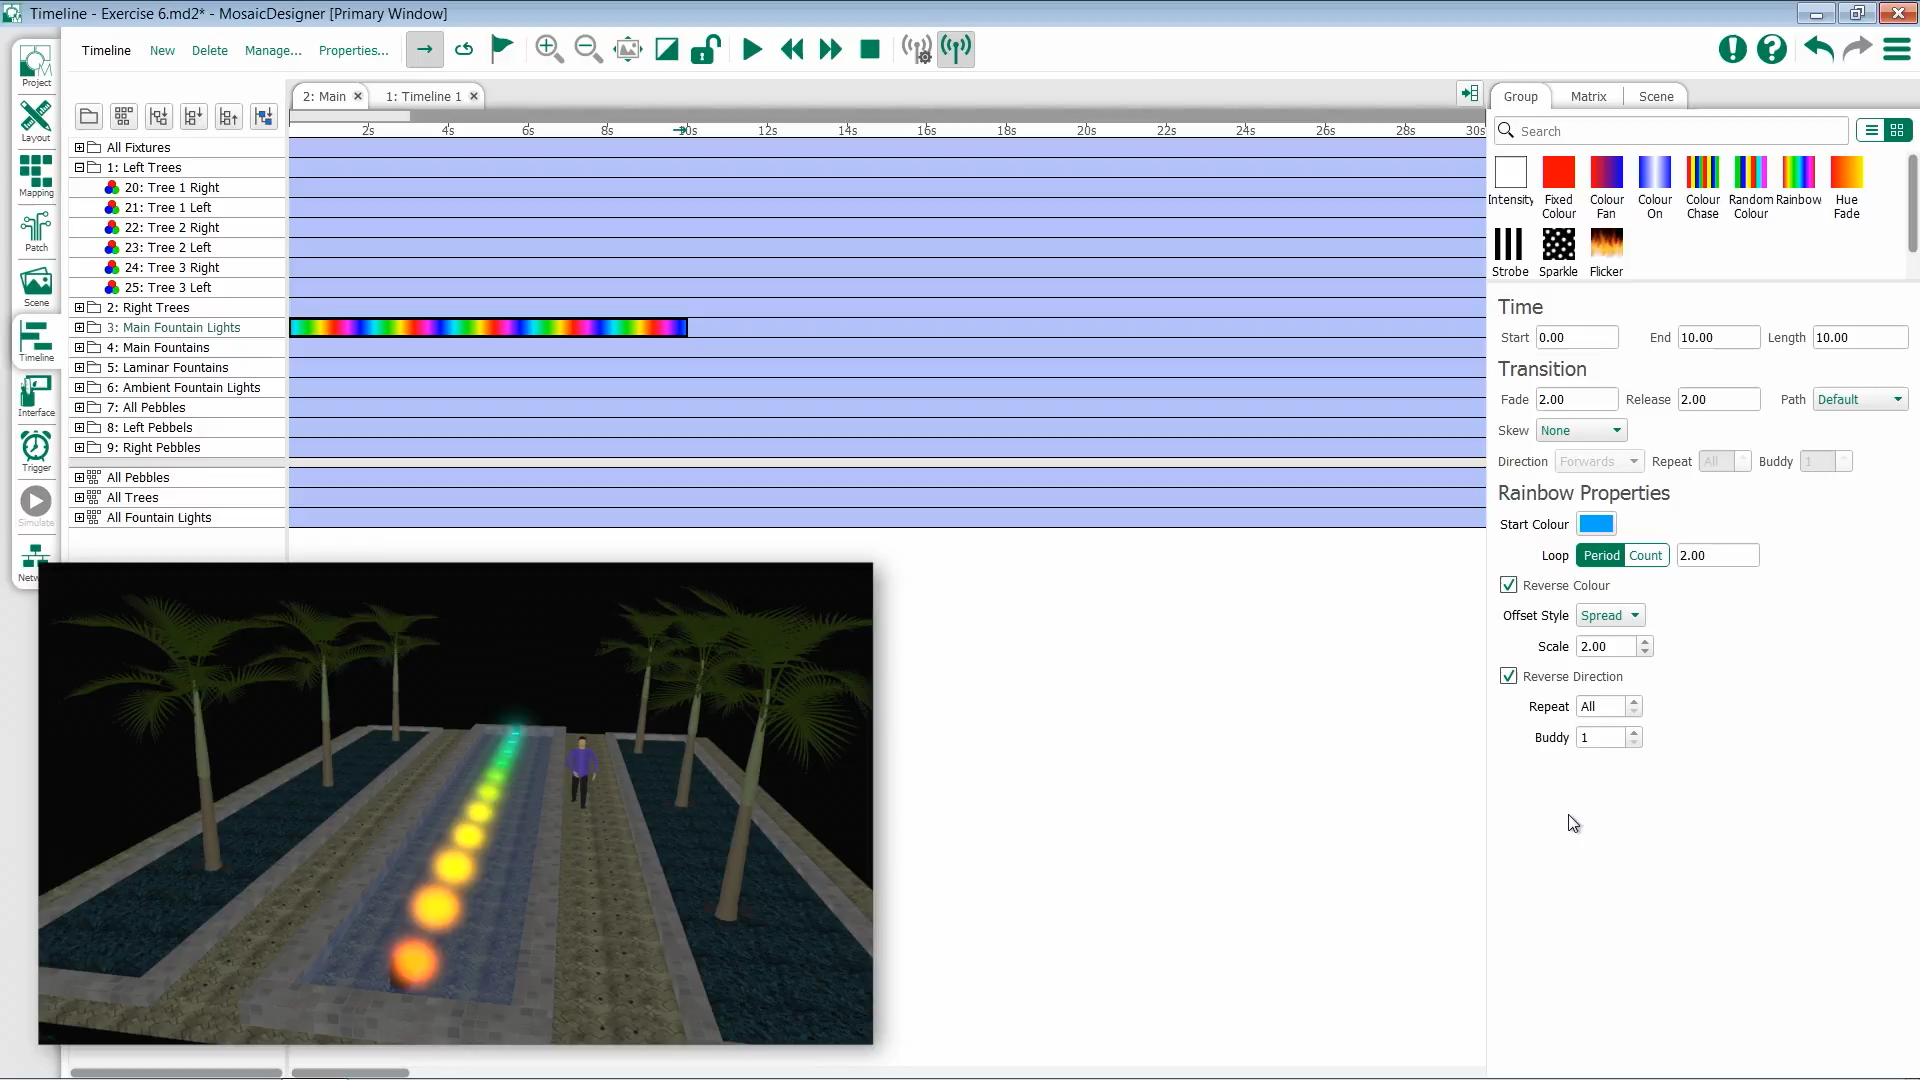 Timeline - Exercise 6.md2* - MosaicDesigner [Primary Window]
Project
Layout
Mapping
Patch
Scene
Timeline
Interface
Trigger
Simulate
Netw
Timeline New Delete Manage... Properties...
2: Main 1: Timeline 1
2s 4s 6s 8s 10s 12s 14s 16s 18s 20s 22s 24s 26s 28s 30s
All Fixtures
1: Left Trees
20: Tree 1 Right
21: Tree 1 Left
22: Tree 2 Right
23: Tree 2 Left
24: Tree 3 Right
25: Tree 3 Left
2: Right Trees
3: Main Fountain Lights
4: Main Fountains
5: Laminar Fountains
6: Ambient Fountain Lights
7: All Pebbles
8: Left Pebbels
9: Right Pebbles
All Pebbles
All Trees
All Fountain Lights
Group Matrix Scene
Search
Intensity Fixed Colour Colour Fan Colour On Colour Chase Random Colour Rainbow Hue Fade
Strobe Sparkle Flicker
Time
Start 0.00 End 10.00 Length 10.00
Transition
Fade 2.00 Release 2.00 Path Default
Skew None
Direction Forwards Repeat All Buddy 1
Rainbow Properties
Start Colour
Loop Period Count 2.00
Reverse Colour
Offset Style Spread
Scale 2.00
Reverse Direction
Repeat All
Buddy 1